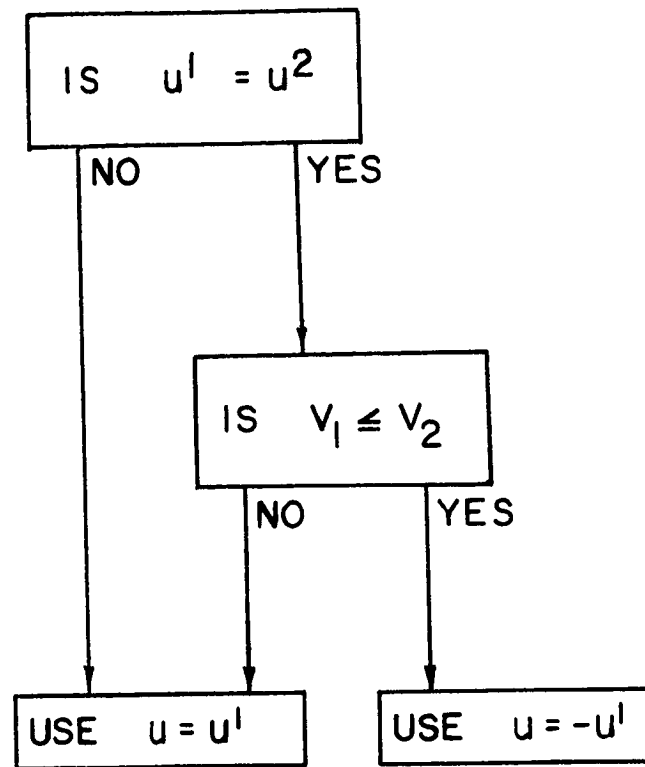 IS u¹ = u²
NO
YES
IS V₁ ≦ V₂
NO
YES
USE u = u¹
USE u = -u¹